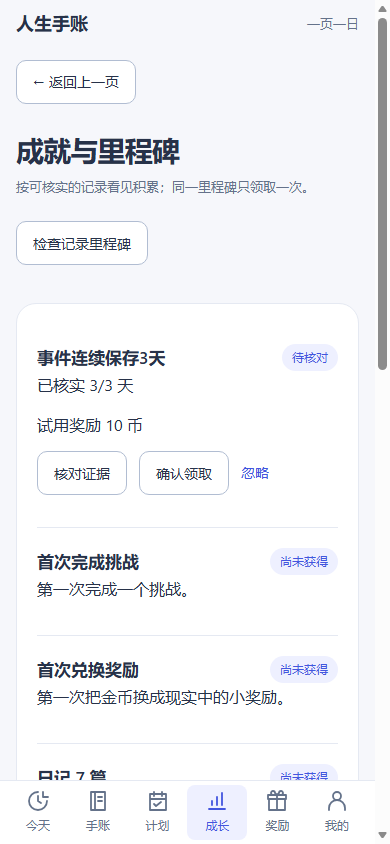 人生手账
一页一日
← 返回上一页
成就与里程碑
按可核实的记录看见积累；同一里程碑只领取一次。
检查记录里程碑
事件连续保存3天
待核对
已核实 3/3 天
试用奖励 10 币
核对证据
确认领取
忽略
首次完成挑战
尚未获得
第一次完成一个挑战。
首次兑换奖励
尚未获得
第一次把金币换成现实中的小奖励。
日记 7 篇
尚未获得
今天
手账
计划
成长
奖励
我的